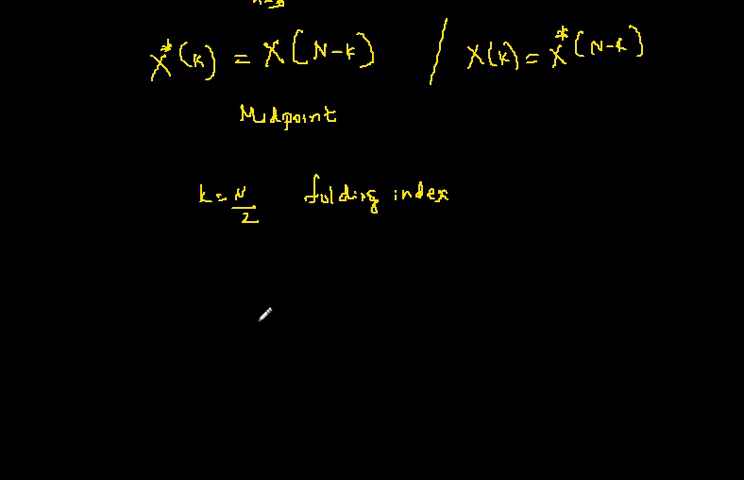 X*(k) = X(N-k) / X(k) = X*(N-k)
Midpoint
k = N/2 folding index